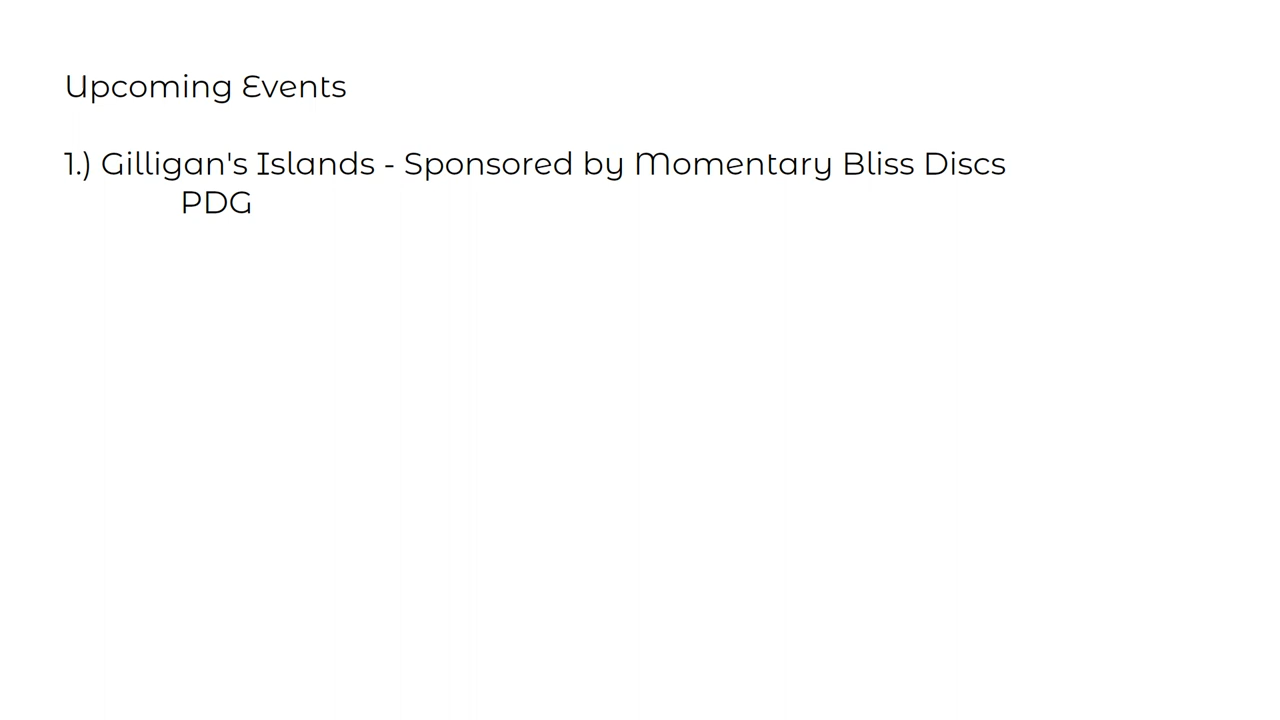 Upcoming Events
1.) Gilligan's Islands - Sponsored by Momentary Bliss Discs
PDG